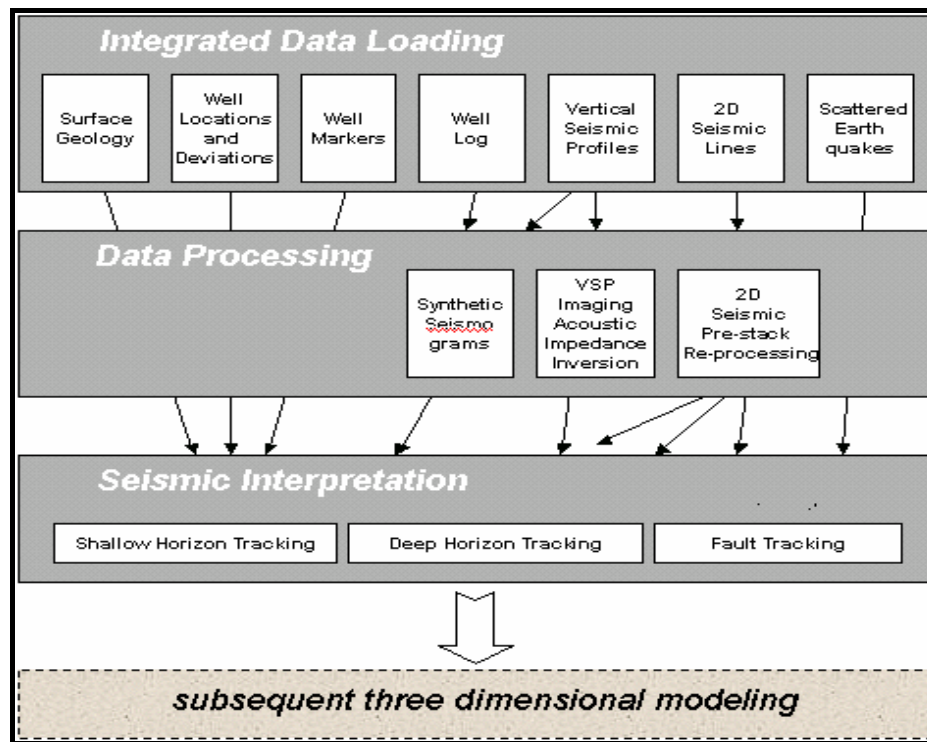 Integrated Data Loading
Surface
Geology
Well
Locations
and
Deviations
Well
Markers
Well
Log
Vertical
Seismic
Profiles
2D
Seismic
Lines
Scattered
Earth
quakes
Data Processing
Synthetic
Seismo
grams
VSP
Imaging
Acoustic
Impedance
Inversion
2D
Seismic
Pre-stack
Re-processing
Seismic Interpretation
Shallow Horizon Tracking
Deep Horizon Tracking
Fault Tracking
subsequent three dimensional modeling